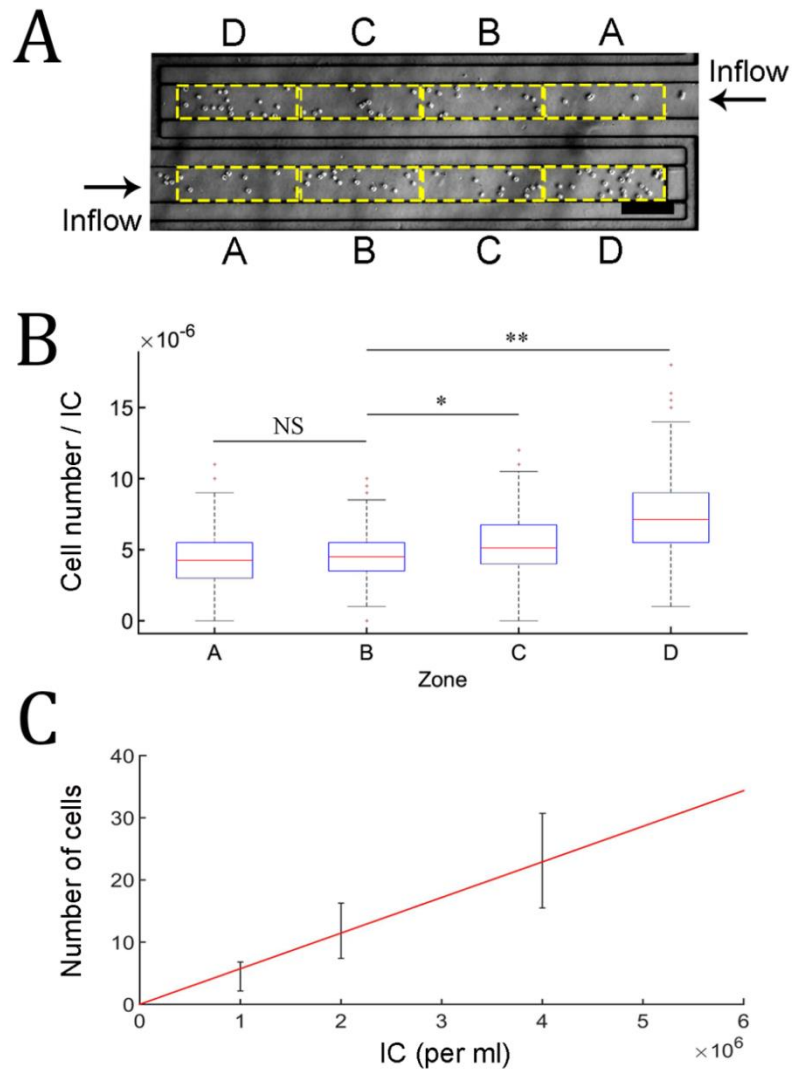 A
D C B A
Inflow
Inflow
A B C D
B
×10⁻⁶
**
*
NS
15
10
5
0
Cell number / IC
A B C D
Zone
C
40
30
20
10
0
Number of cells
0 1 2 3 4 5 6
×10⁶
IC (per ml)